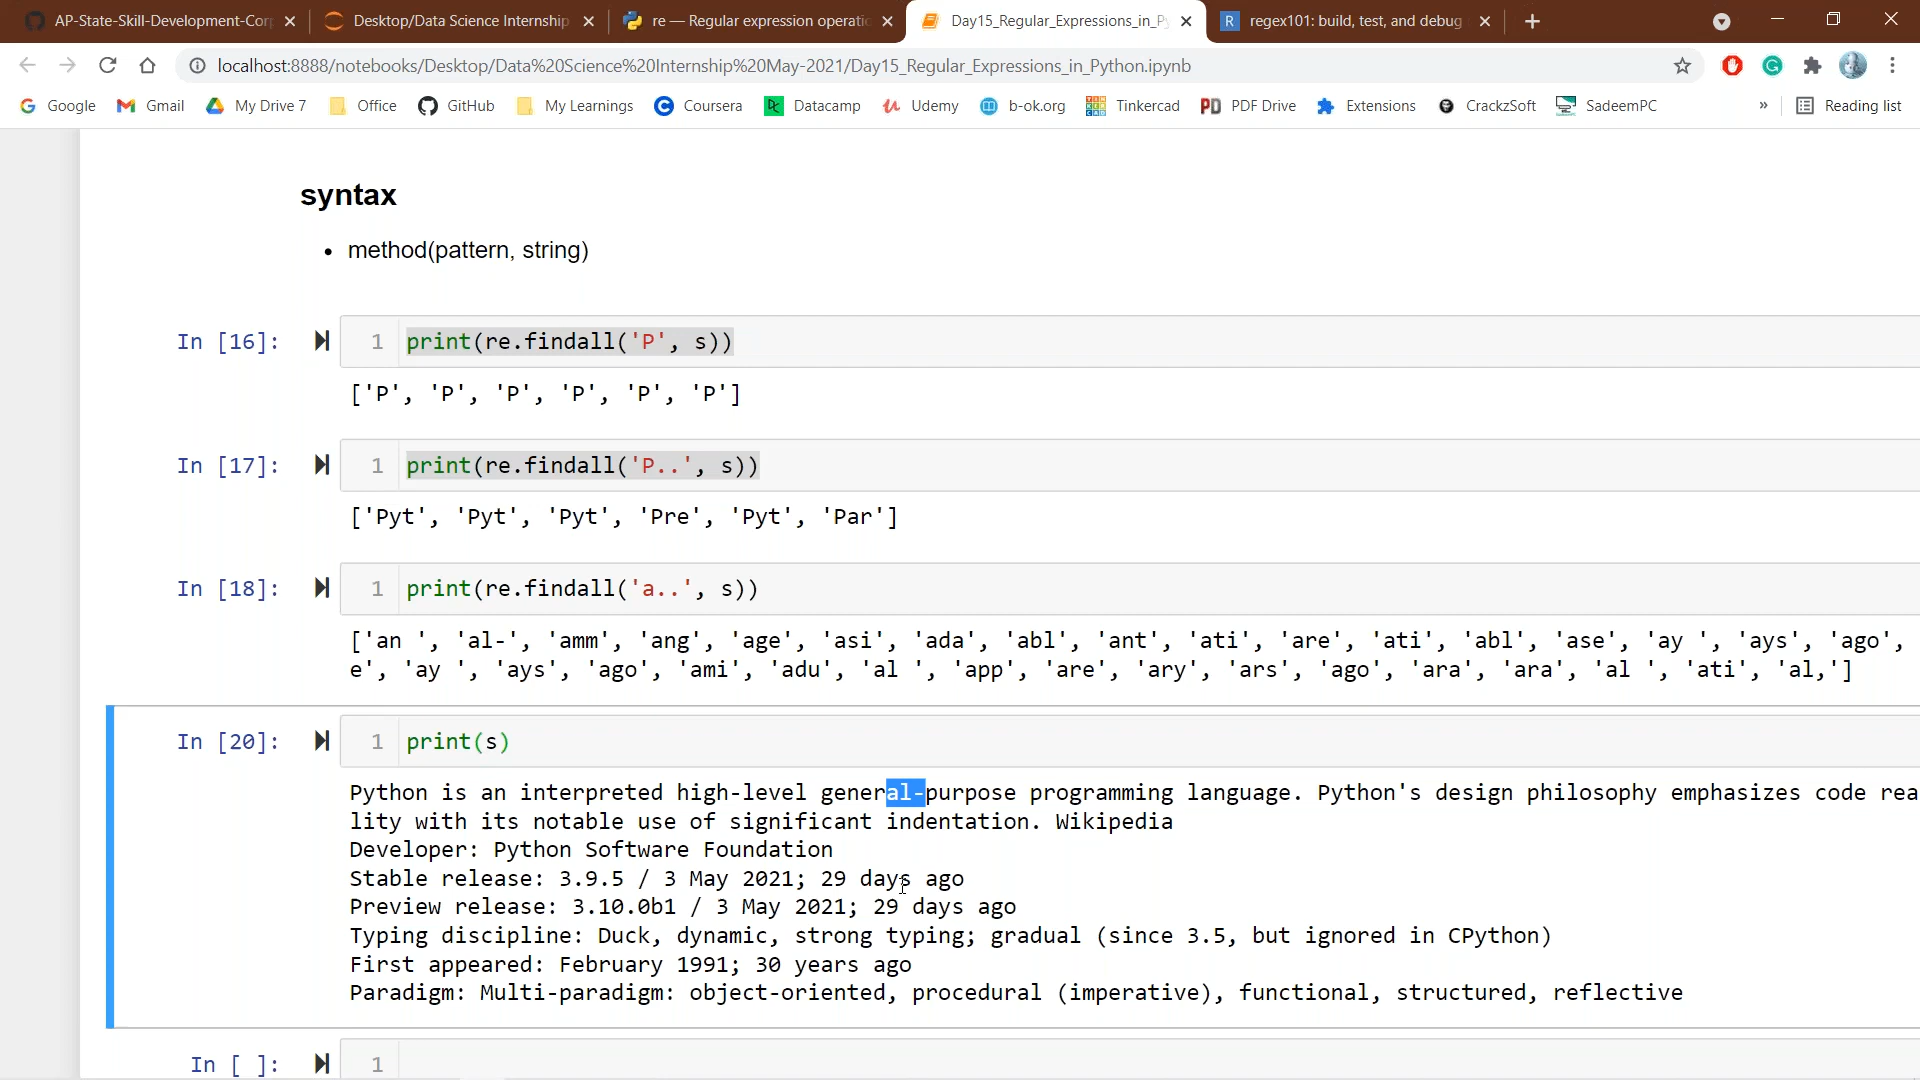 AP-State-Skill-Development-Corp
Desktop/Data Science Internship
re — Regular expression operatio
Day15_Regular_Expressions_in_Py
regex101: build, test, and debug
localhost:8888/notebooks/Desktop/Data%20Science%20Internship%20May-2021/Day15_Regular_Expressions_in_Python.ipynb
Google Gmail My Drive 7 Office GitHub My Learnings Coursera Datacamp Udemy b-ok.org Tinkercad PDF Drive Extensions CrackzSoft SadeemPC » Reading list
syntax
• method(pattern, string)
In [16]: 1 print(re.findall('P', s))
['P', 'P', 'P', 'P', 'P', 'P']
In [17]: 1 print(re.findall('P..', s))
['Pyt', 'Pyt', 'Pyt', 'Pre', 'Pyt', 'Par']
In [18]: 1 print(re.findall('a..', s))
['an ', 'al-', 'amm', 'ang', 'age', 'asi', 'ada', 'abl', 'ant', 'ati', 'are', 'ati', 'abl', 'ase', 'ay ', 'ays', 'ago',
e', 'ay ', 'ays', 'ago', 'ami', 'adu', 'al ', 'app', 'are', 'ary', 'ars', 'ago', 'ara', 'ara', 'al ', 'ati', 'al,']
In [20]: 1 print(s)
Python is an interpreted high-level general-purpose programming language. Python's design philosophy emphasizes code rea
lity with its notable use of significant indentation. Wikipedia
Developer: Python Software Foundation
Stable release: 3.9.5 / 3 May 2021; 29 days ago
Preview release: 3.10.0b1 / 3 May 2021; 29 days ago
Typing discipline: Duck, dynamic, strong typing; gradual (since 3.5, but ignored in CPython)
First appeared: February 1991; 30 years ago
Paradigm: Multi-paradigm: object-oriented, procedural (imperative), functional, structured, reflective
In [ ]: 1